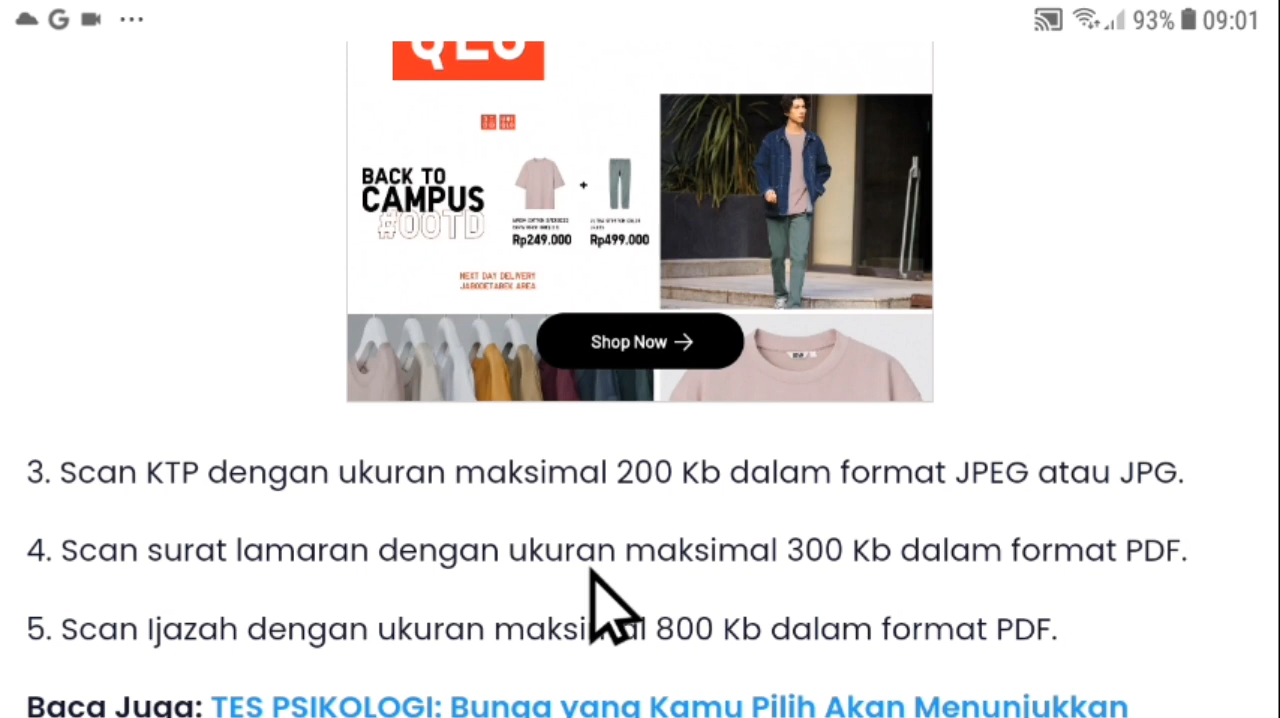 93% 09:01
QLO
BACK TO
CAMPUS
#OOTD
+
Rp249.000 Rp499.000
NEXT DAY DELIVERY
JABODETABEK AREA
Shop Now →
3. Scan KTP dengan ukuran maksimal 200 Kb dalam format JPEG atau JPG.
4. Scan surat lamaran dengan ukuran maksimal 300 Kb dalam format PDF.
5. Scan Ijazah dengan ukuran maksimal 800 Kb dalam format PDF.
Baca Juga: TES PSIKOLOGI: Bunga yang Kamu Pilih Akan Menunjukkan